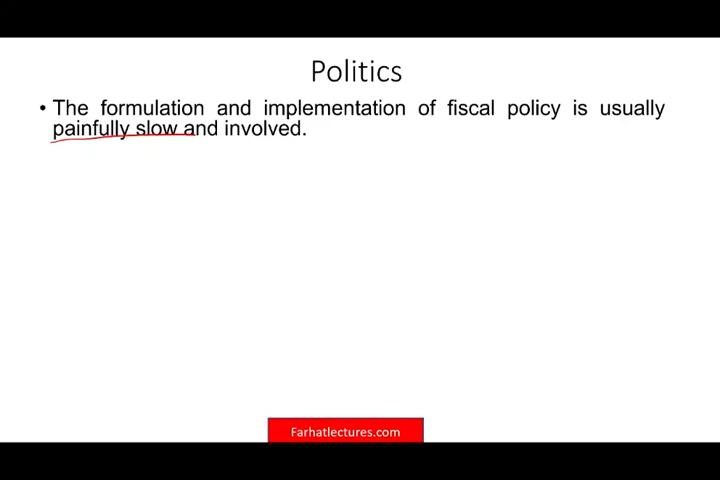 Politics
• The formulation and implementation of fiscal policy is usually
painfully slow and involved.
Farhatlectures.com